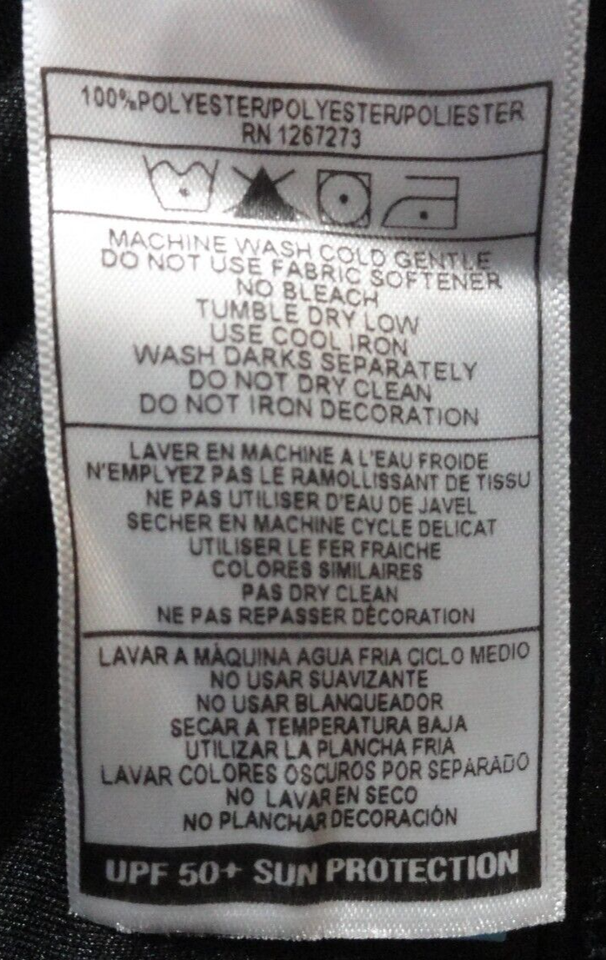 100%POLYESTER/POLYESTER/POLIESTER
RN 1267273
MACHINE WASH COLD GENTLE
DO NOT USE FABRIC SOFTENER
NO BLEACH
TUMBLE DRY LOW
USE COOL IRON
WASH DARKS SEPARATELY
DO NOT DRY CLEAN
DO NOT IRON DECORATION
LAVER EN MACHINE A L'EAU FROIDE
N'EMPLYEZ PAS LE RAMOLLISSANT DE TISSU
NE PAS UTILISER D'EAU DE JAVEL
SECHER EN MACHINE CYCLE DELICAT
UTILISER LE FER FRAICHE
COLORES SIMILAIRES
PAS DRY CLEAN
NE PAS REPASSER DÉCORATION
LAVAR A MÁQUINA AGUA FRIA CICLO MEDIO
NO USAR SUAVIZANTE
NO USAR BLANQUEADOR
SECAR A TEMPERATURA BAJA
UTILIZAR LA PLANCHA FRIA
LAVAR COLORES OSCUROS POR SEPARADO
NO LAVAR EN SECO
NO PLANCHAR DECORACIÓN
UPF 50+ SUN PROTECTION